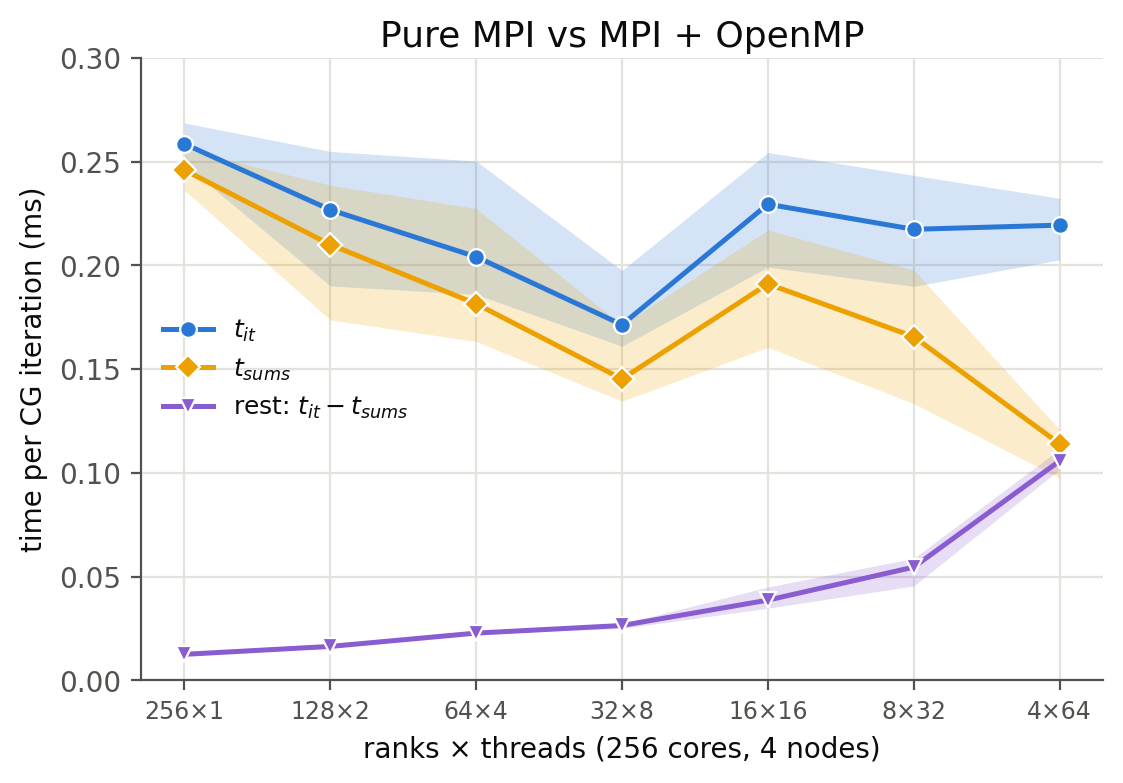 Pure MPI vs MPI + OpenMP
time per CG iteration (ms)
0.30
0.25
0.20
0.15
0.10
0.05
0.00
t_it
t_sums
rest: t_it − t_sums
256×1 128×2 64×4 32×8 16×16 8×32 4×64
ranks × threads (256 cores, 4 nodes)